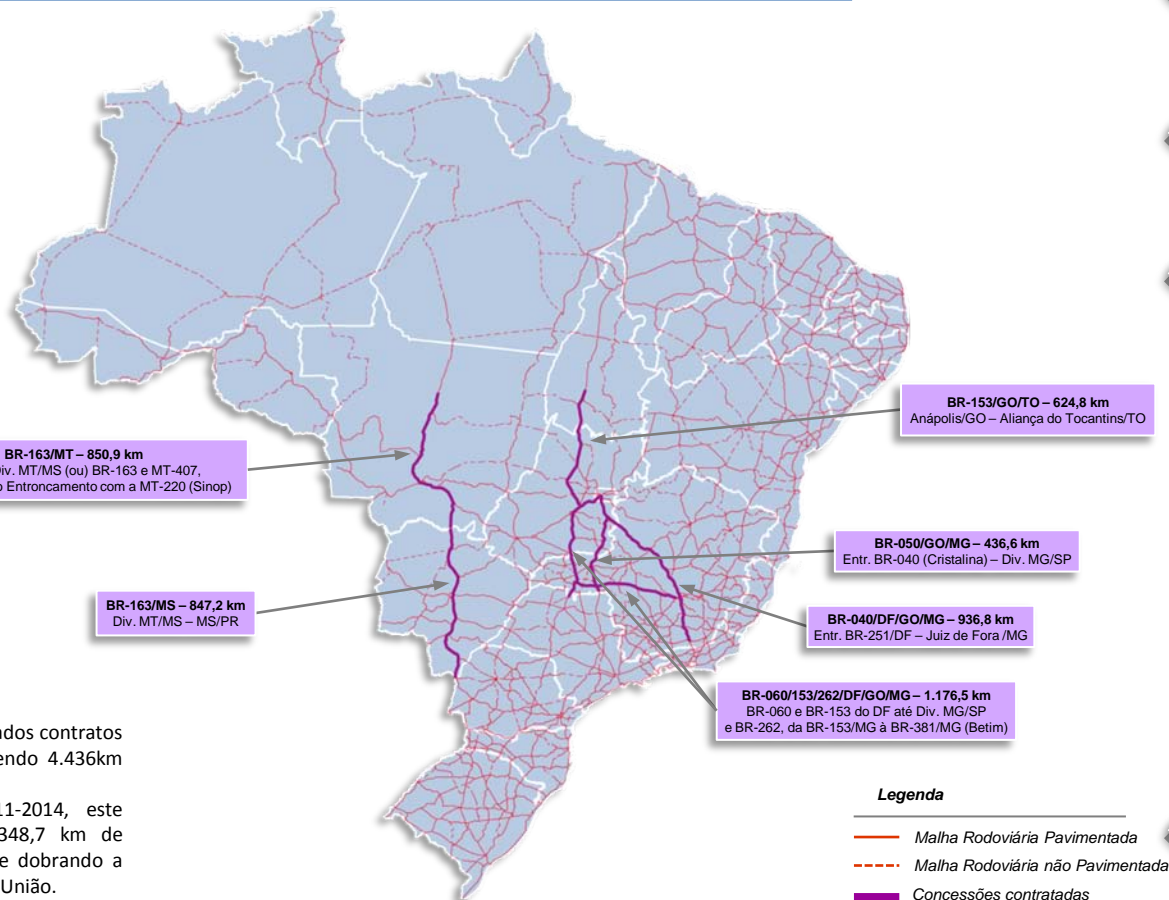 BR-153/GO/TO – 624,8 km
Anápolis/GO – Aliança do Tocantins/TO
BR-163/MT – 850,9 km
Div. MT/MS (ou) BR-163 e MT-407,
Entroncamento com a MT-220 (Sinop)
BR-050/GO/MG – 436,6 km
Entr. BR-040 (Cristalina) – Div. MG/SP
BR-163/MS – 847,2 km
Div. MT/MS – MS/PR
BR-040/DF/GO/MG – 936,8 km
Entr. BR-251/DF – Juiz de Fora /MG
BR-060/153/262/DF/GO/MG – 1.176,5 km
BR-060 e BR-153 do DF até Div. MG/SP
e BR-262, da BR-153/MG à BR-381/MG (Betim)
dos contratos
endo 4.436km
11-2014, este
348,7 km de
e dobrando a
União.
Legenda
Malha Rodoviária Pavimentada
Malha Rodoviária não Pavimentada
Concessões contratadas